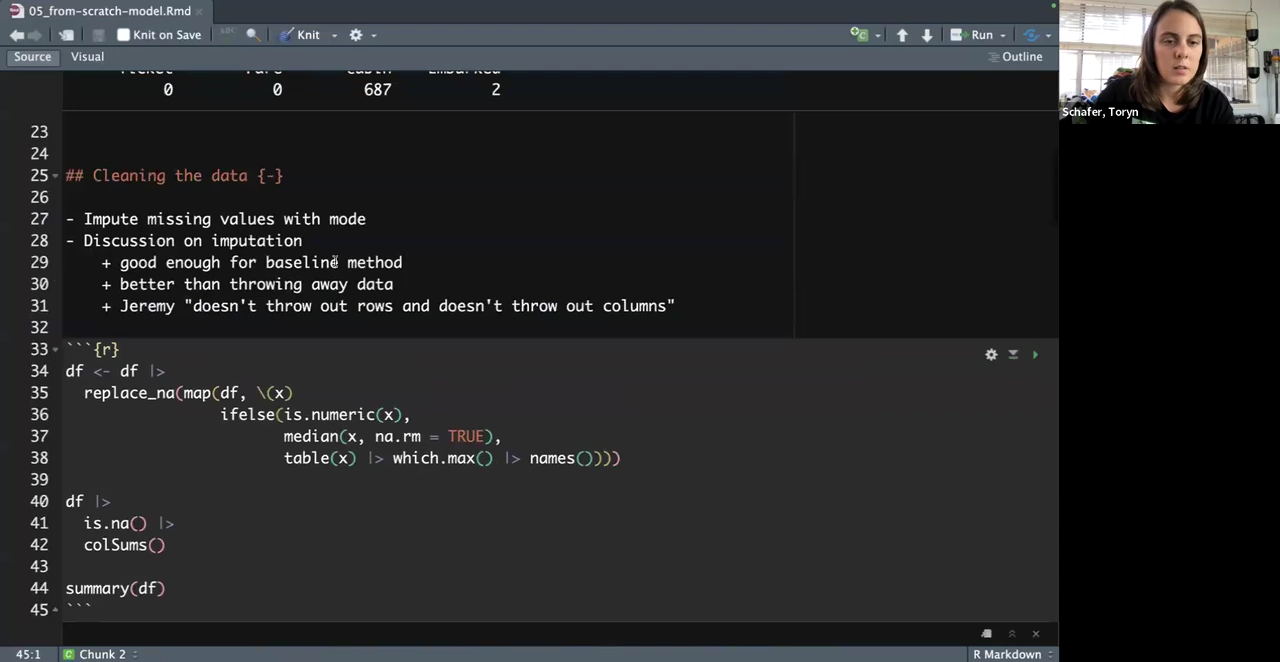 05_from-scratch-model.Rmd
Knit on Save
ABC
Knit
Run
Source
Visual
Outline
Ticket Fare Cabin Embarked
0 0 687 2
23
24
25 ## Cleaning the data {-}
26
27 - Impute missing values with mode
28 - Discussion on imputation
29 + good enough for baseline method
30 + better than throwing away data
31 + Jeremy "doesn't throw out rows and doesn't throw out columns"
32
33 ```{r}
34 df <- df |>
35 replace_na(map(df, \(x)
36 ifelse(is.numeric(x),
37 median(x, na.rm = TRUE),
38 table(x) |> which.max() |> names())))
39
40 df |>
41 is.na() |>
42 colSums()
43
44 summary(df)
45 ```
45:1
Chunk 2
R Markdown
Schafer, Toryn